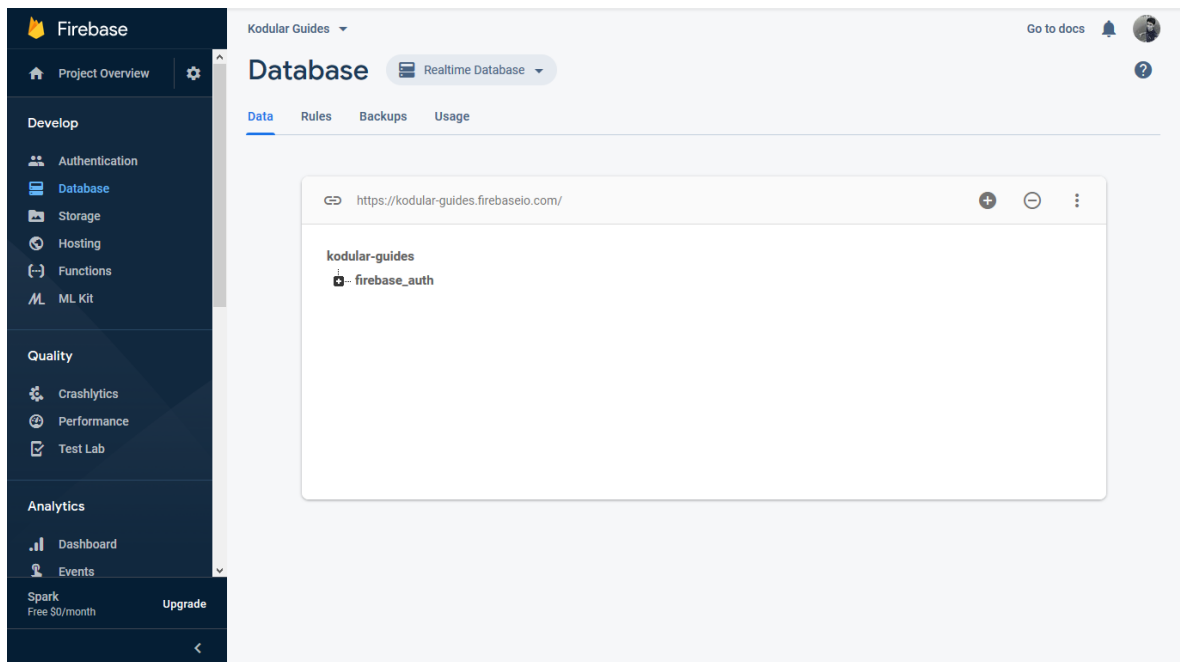 Firebase
Project Overview
Develop
Authentication
Database
Storage
Hosting
Functions
ML Kit
Quality
Crashlytics
Performance
Test Lab
Analytics
Dashboard
Events
Spark
Free $0/month
Upgrade
Kodular Guides
Go to docs
Database
Realtime Database
Data Rules Backups Usage
https://kodular-guides.firebaseio.com/
kodular-guides
firebase_auth